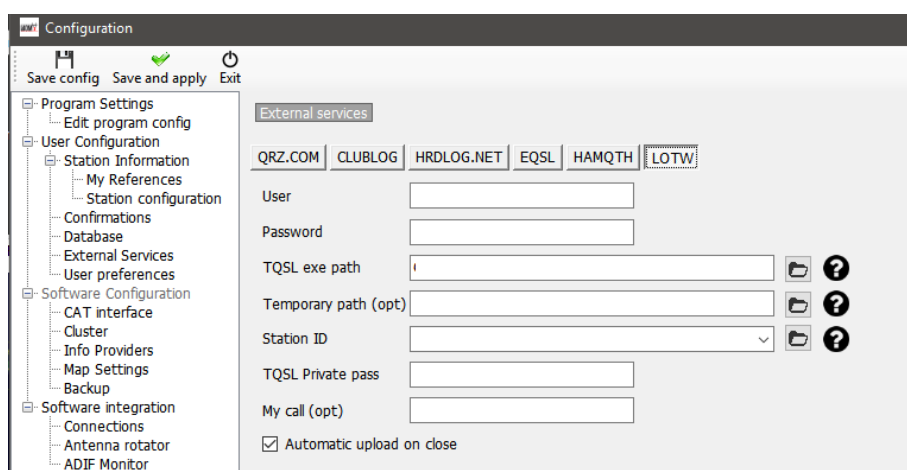 Configuration
Save config Save and apply Exit
Program Settings
Edit program config
User Configuration
Station Information
My References
Station configuration
Confirmations
Database
External Services
User preferences
Software Configuration
CAT interface
Cluster
Info Providers
Map Settings
Backup
Software integration
Connections
Antenna rotator
ADIF Monitor
External services
QRZ.COM CLUBLOG HRDLOG.NET EQSL HAMQTH LOTW
User
Password
TQSL exe path
Temporary path (opt)
Station ID
TQSL Private pass
My call (opt)
Automatic upload on close